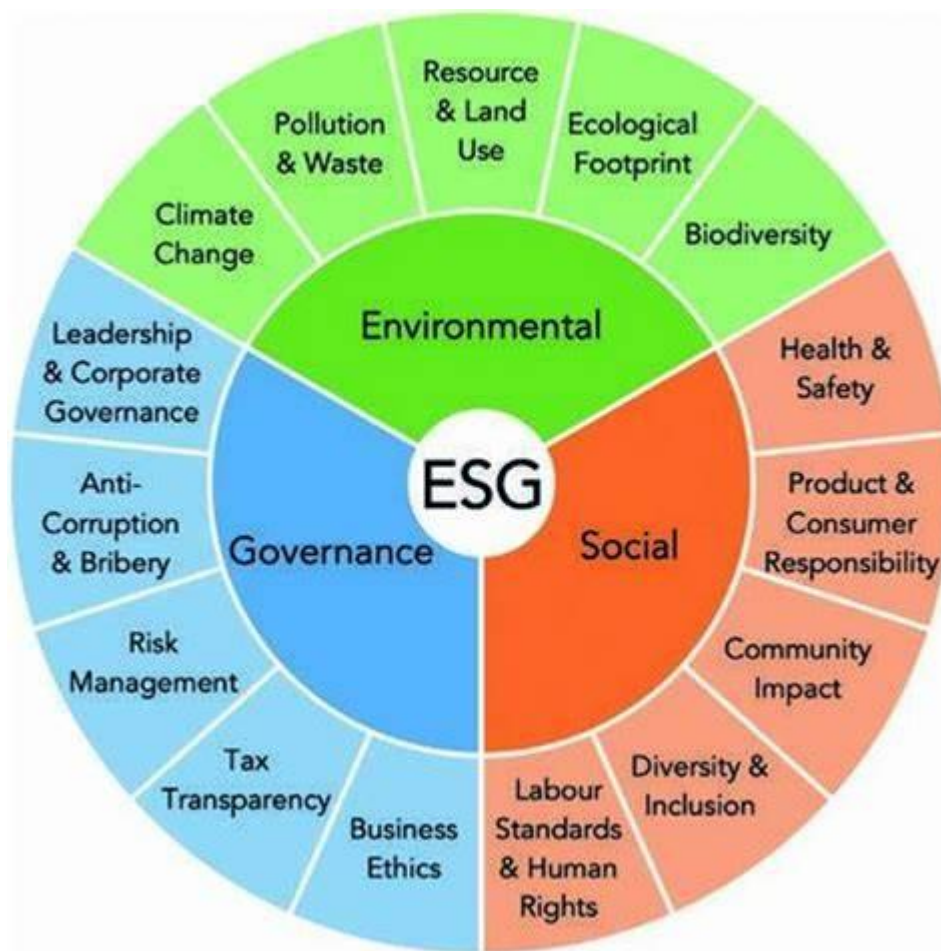 Resource
& Land
Use
Pollution
& Waste
Ecological
Footprint
Climate
Change
Biodiversity
Environmental
Leadership
& Corporate
Governance
Health &
Safety
ESG
Anti-
Corruption
& Bribery
Governance
Social
Product &
Consumer
Responsibility
Risk
Management
Community
Impact
Tax
Transparency
Diversity &
Inclusion
Business
Ethics
Labour
Standards
& Human
Rights